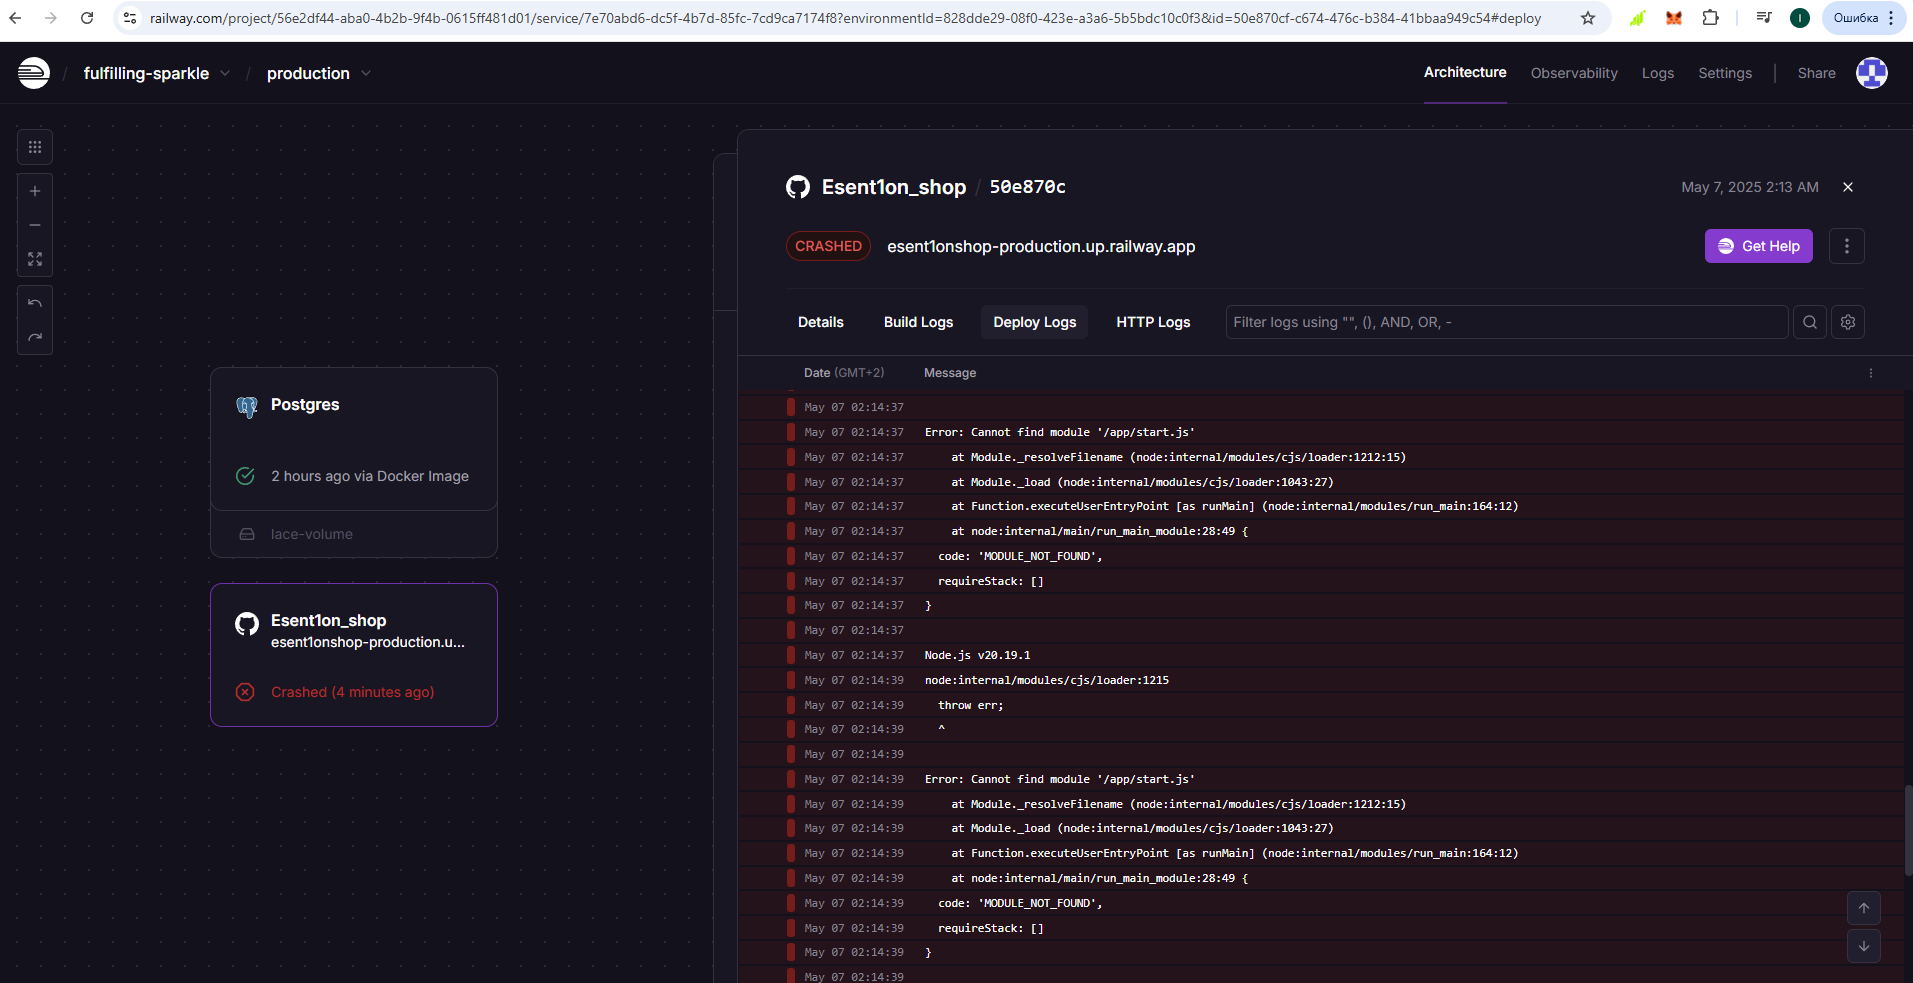 railway.com/project/56e2df44-aba0-4b2b-9f4b-0615ff481d01/service/7e70abd6-dc5f-4b7d-85fc-7cd9ca7174f8?environmentId=828dde29-08f0-423e-a3a6-5b5bdc10c0f3&id=50e870cf-c674-476c-b384-41bbaa949c54#deploy
I
Ошибка
/ fulfilling-sparkle / production
Architecture
Observability
Logs
Settings
Share
Postgres
2 hours ago via Docker Image
lace-volume
Esent1on_shop
esent1onshop-production.u...
Crashed (4 minutes ago)
Esent1on_shop / 50e870c
May 7, 2025 2:13 AM
CRASHED
esent1onshop-production.up.railway.app
Get Help
Details
Build Logs
Deploy Logs
HTTP Logs
Filter logs using "", (), AND, OR, -
Date (GMT+2) Message
May 07 02:14:37
May 07 02:14:37 Error: Cannot find module '/app/start.js'
May 07 02:14:37 at Module._resolveFilename (node:internal/modules/cjs/loader:1212:15)
May 07 02:14:37 at Module._load (node:internal/modules/cjs/loader:1043:27)
May 07 02:14:37 at Function.executeUserEntryPoint [as runMain] (node:internal/modules/run_main:164:12)
May 07 02:14:37 at node:internal/main/run_main_module:28:49 {
May 07 02:14:37 code: 'MODULE_NOT_FOUND',
May 07 02:14:37 requireStack: []
May 07 02:14:37 }
May 07 02:14:37
May 07 02:14:37 Node.js v20.19.1
May 07 02:14:39 node:internal/modules/cjs/loader:1215
May 07 02:14:39 throw err;
May 07 02:14:39 ^
May 07 02:14:39
May 07 02:14:39 Error: Cannot find module '/app/start.js'
May 07 02:14:39 at Module._resolveFilename (node:internal/modules/cjs/loader:1212:15)
May 07 02:14:39 at Module._load (node:internal/modules/cjs/loader:1043:27)
May 07 02:14:39 at Function.executeUserEntryPoint [as runMain] (node:internal/modules/run_main:164:12)
May 07 02:14:39 at node:internal/main/run_main_module:28:49 {
May 07 02:14:39 code: 'MODULE_NOT_FOUND',
May 07 02:14:39 requireStack: []
May 07 02:14:39 }
May 07 02:14:39